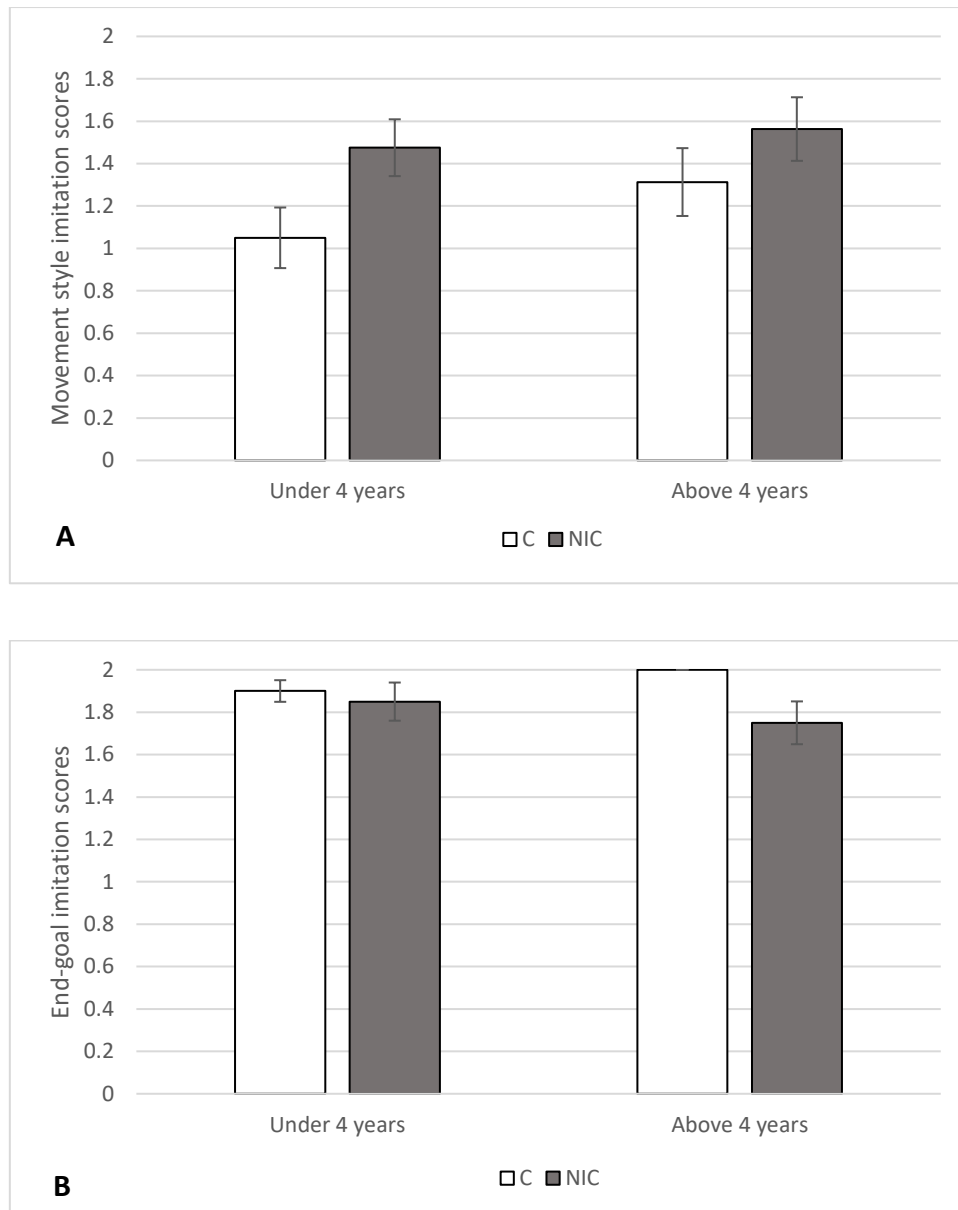 Movement style imitation scores
2
1.8
1.6
1.4
1.2
1
0.8
0.6
0.4
0.2
0
Under 4 years
Above 4 years
A
C NIC
End-goal imitation scores
2
1.8
1.6
1.4
1.2
1
0.8
0.6
0.4
0.2
0
Under 4 years
Above 4 years
B
C NIC